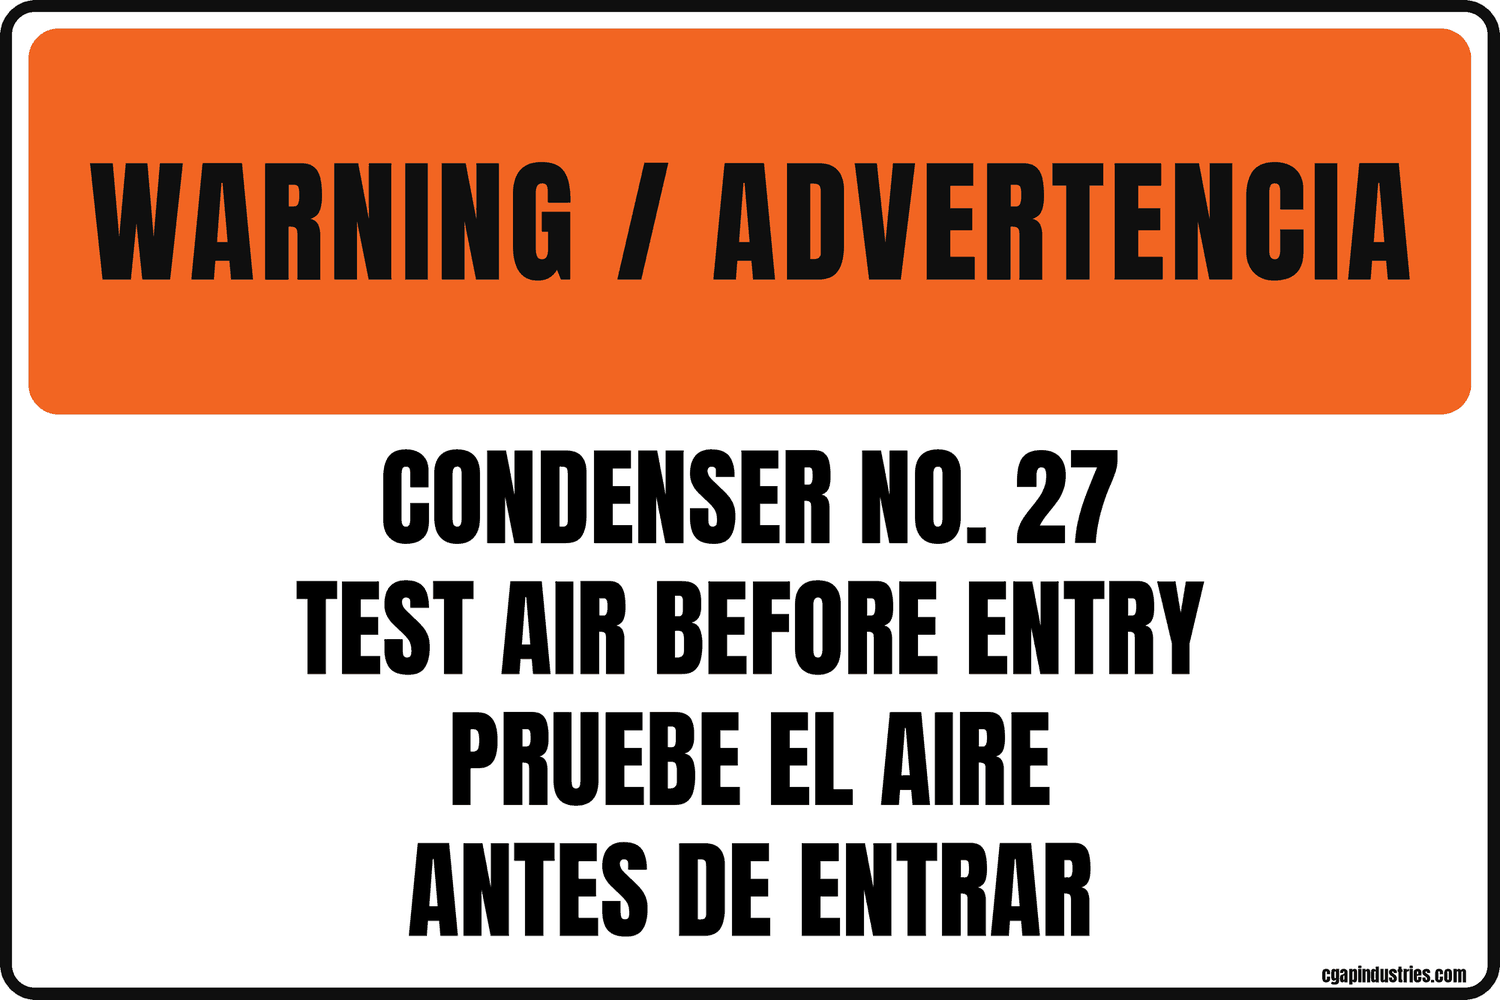 WARNING / ADVERTENCIA
CONDENSER NO. 27
TEST AIR BEFORE ENTRY
PRUEBE EL AIRE
ANTES DE ENTRAR
cgapindustries.com